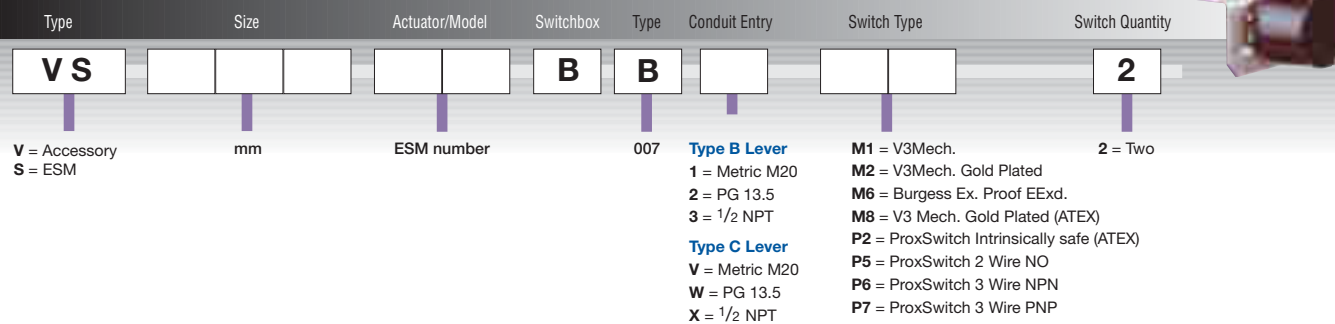 Type Size Actuator/Model Switchbox Type Conduit Entry Switch Type Switch Quantity
V S B B 2
V = Accessory
S = ESM
mm
ESM number
007
Type B Lever
1 = Metric M20
2 = PG 13.5
3 = 1/2 NPT
Type C Lever
V = Metric M20
W = PG 13.5
X = 1/2 NPT
M1 = V3Mech.
M2 = V3Mech. Gold Plated
M6 = Burgess Ex. Proof EExd.
M8 = V3 Mech. Gold Plated (ATEX)
P2 = ProxSwitch Intrinsically safe (ATEX)
P5 = ProxSwitch 2 Wire NO
P6 = ProxSwitch 3 Wire NPN
P7 = ProxSwitch 3 Wire PNP
2 = Two